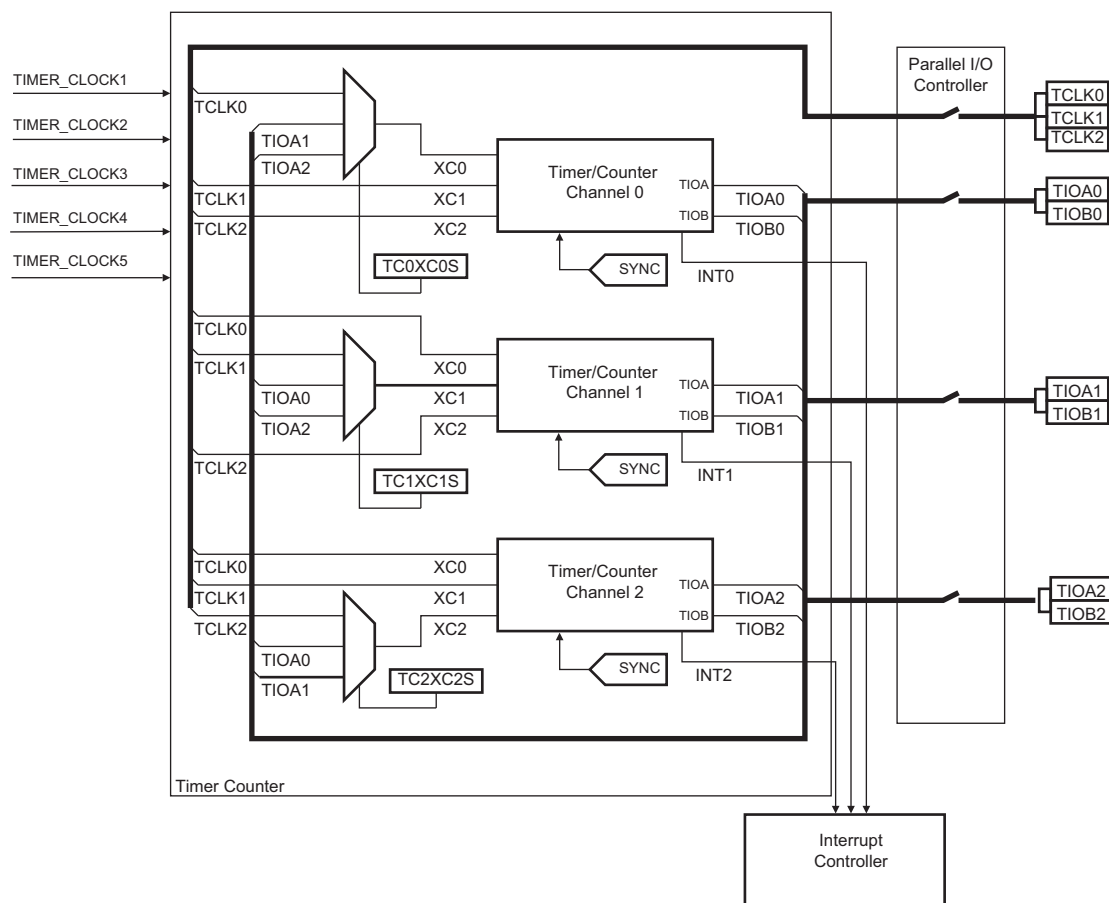 TIMER_CLOCK1
TIMER_CLOCK2
TIMER_CLOCK3
TIMER_CLOCK4
TIMER_CLOCK5
TCLK0
TIOA1
TIOA2
TCLK1
TCLK2
XC0
XC1
XC2
TC0XC0S
Timer/Counter
Channel 0
TIOA
TIOB
TIOA0
TIOB0
SYNC
INT0
TCLK0
TCLK1
TIOA0
TIOA2
TCLK2
XC0
XC1
XC2
TC1XC1S
Timer/Counter
Channel 1
TIOA
TIOB
TIOA1
TIOB1
SYNC
INT1
TCLK0
TCLK1
TCLK2
TIOA0
TIOA1
XC0
XC1
XC2
TC2XC2S
Timer/Counter
Channel 2
TIOA
TIOB
TIOA2
TIOB2
SYNC
INT2
Timer Counter
Parallel I/O
Controller
TCLK0
TCLK1
TCLK2
TIOA0
TIOB0
TIOA1
TIOB1
TIOA2
TIOB2
Interrupt
Controller